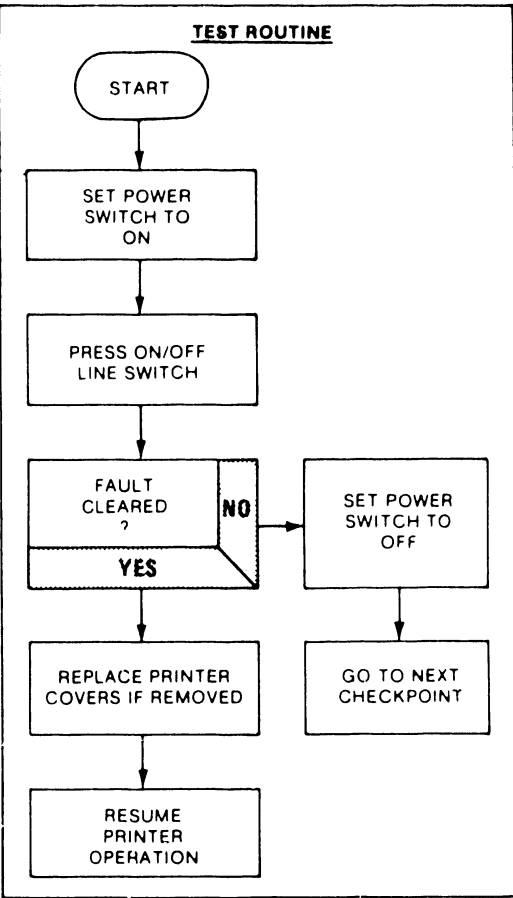 TEST ROUTINE
START
SET POWER
SWITCH TO
ON
PRESS ON/OFF
LINE SWITCH
FAULT
CLEARED
?
NO
YES
SET POWER
SWITCH TO
OFF
REPLACE PRINTER
COVERS IF REMOVED
GO TO NEXT
CHECKPOINT
RESUME
PRINTER
OPERATION